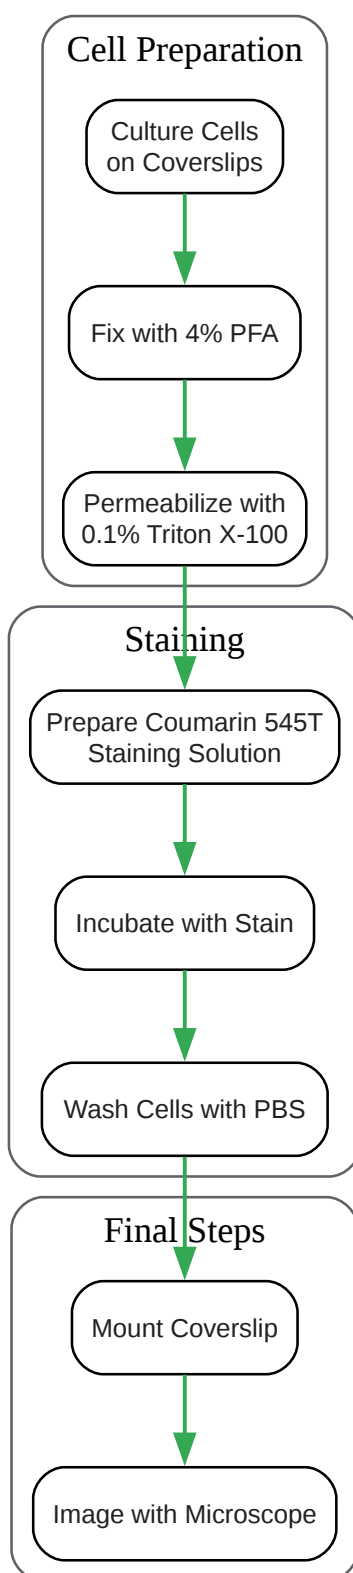 Cell Preparation
Culture Cells
on Coverslips
Fix with 4% PFA
Permeabilize with
0.1% Triton X-100
Staining
Prepare Coumarin 545T
Staining Solution
Incubate with Stain
Wash Cells with PBS
Final Steps
Mount Coverslip
Image with Microscope